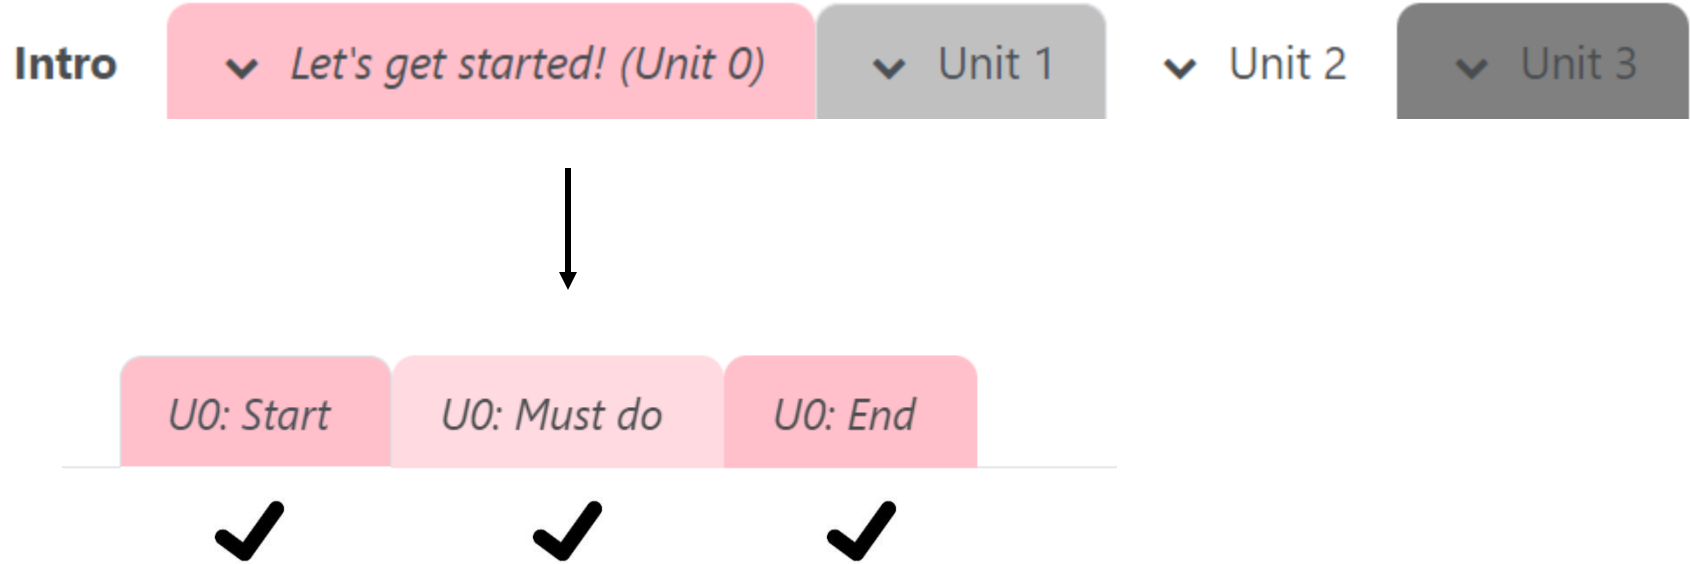 Intro Let's get started! (Unit 0) Unit 1 Unit 2 Unit 3
U0: Start U0: Must do U0: End